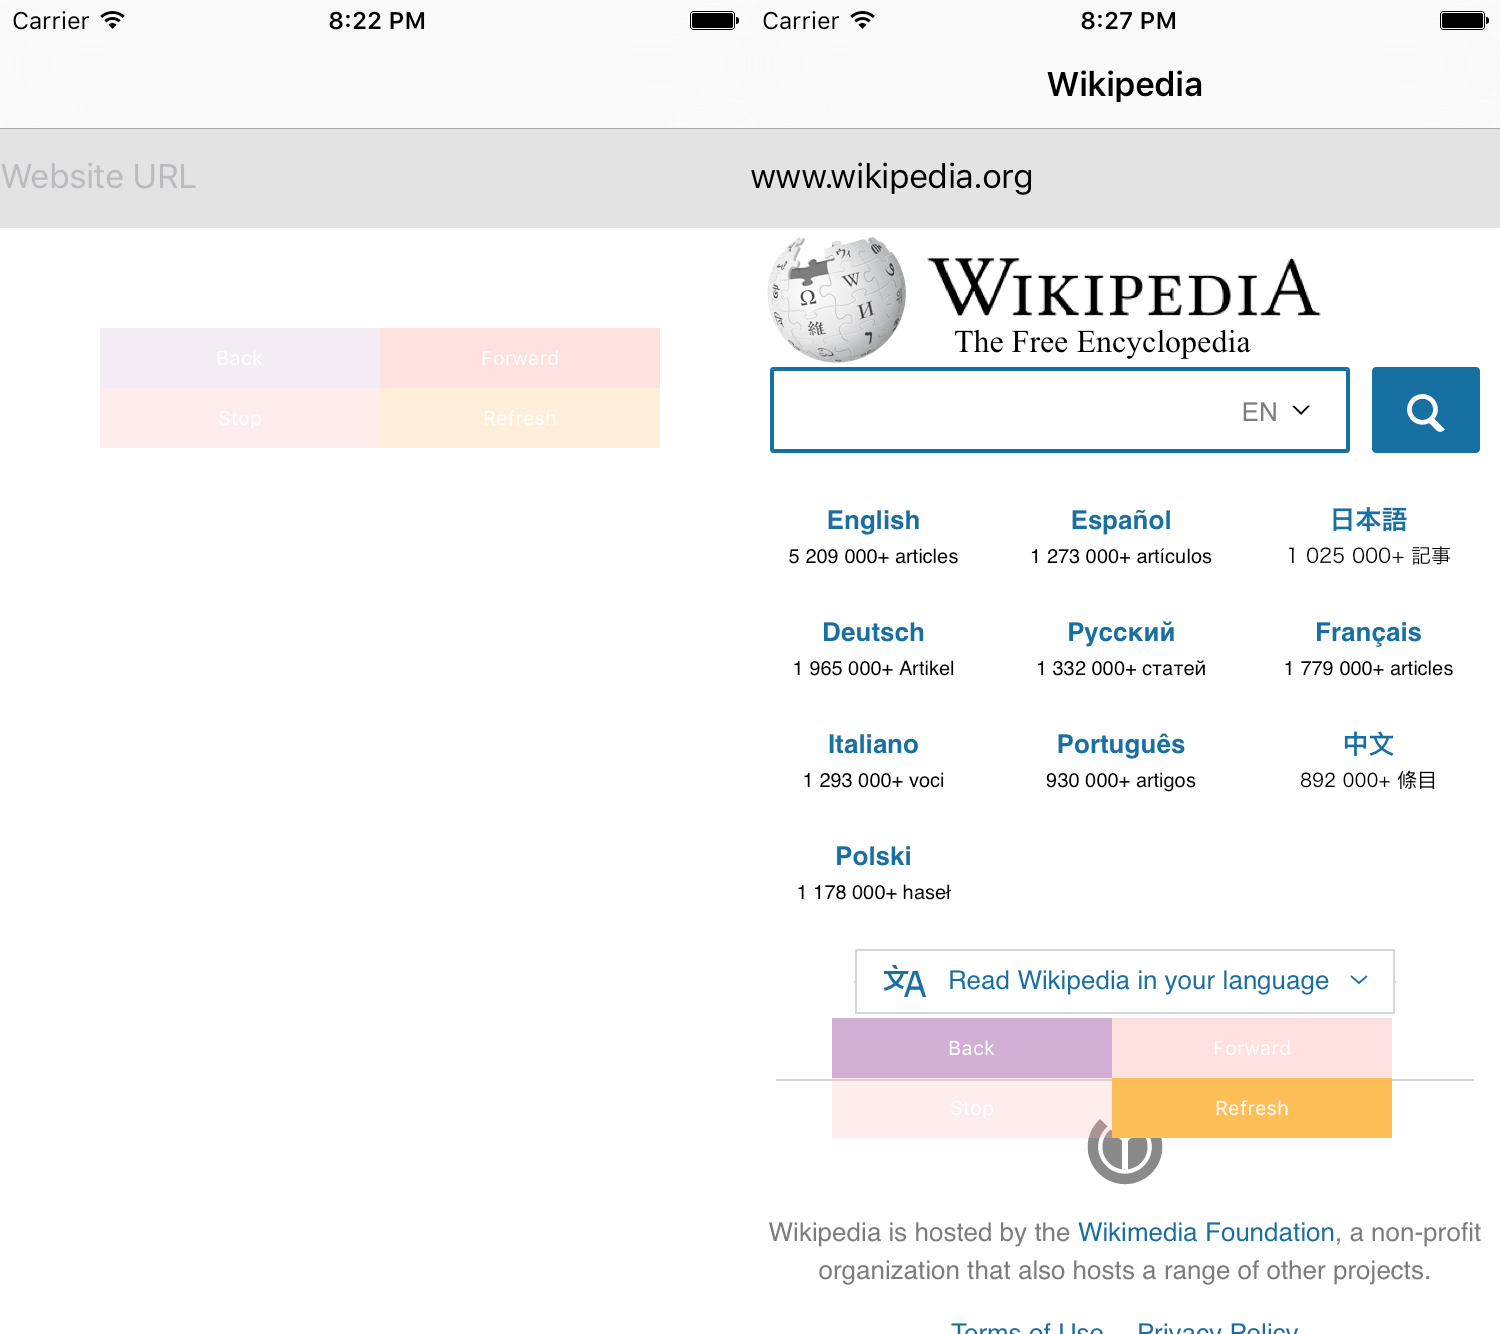 Carrier 8:22 PM
Website URL
Back Forward
Stop Refresh
Carrier 8:27 PM
Wikipedia
www.wikipedia.org
WIKIPEDIA
The Free Encyclopedia
EN
English Español 日本語
5 209 000+ articles 1 273 000+ artículos 1 025 000+ 記事
Deutsch Русский Français
1 965 000+ Artikel 1 332 000+ статей 1 779 000+ articles
Italiano Português 中文
1 293 000+ voci 930 000+ artigos 892 000+ 條目
Polski
1 178 000+ haseł
Read Wikipedia in your language
Back Forward
Stop Refresh
Wikipedia is hosted by the Wikimedia Foundation, a non-profit
organization that also hosts a range of other projects.
Terms of Use Privacy Policy